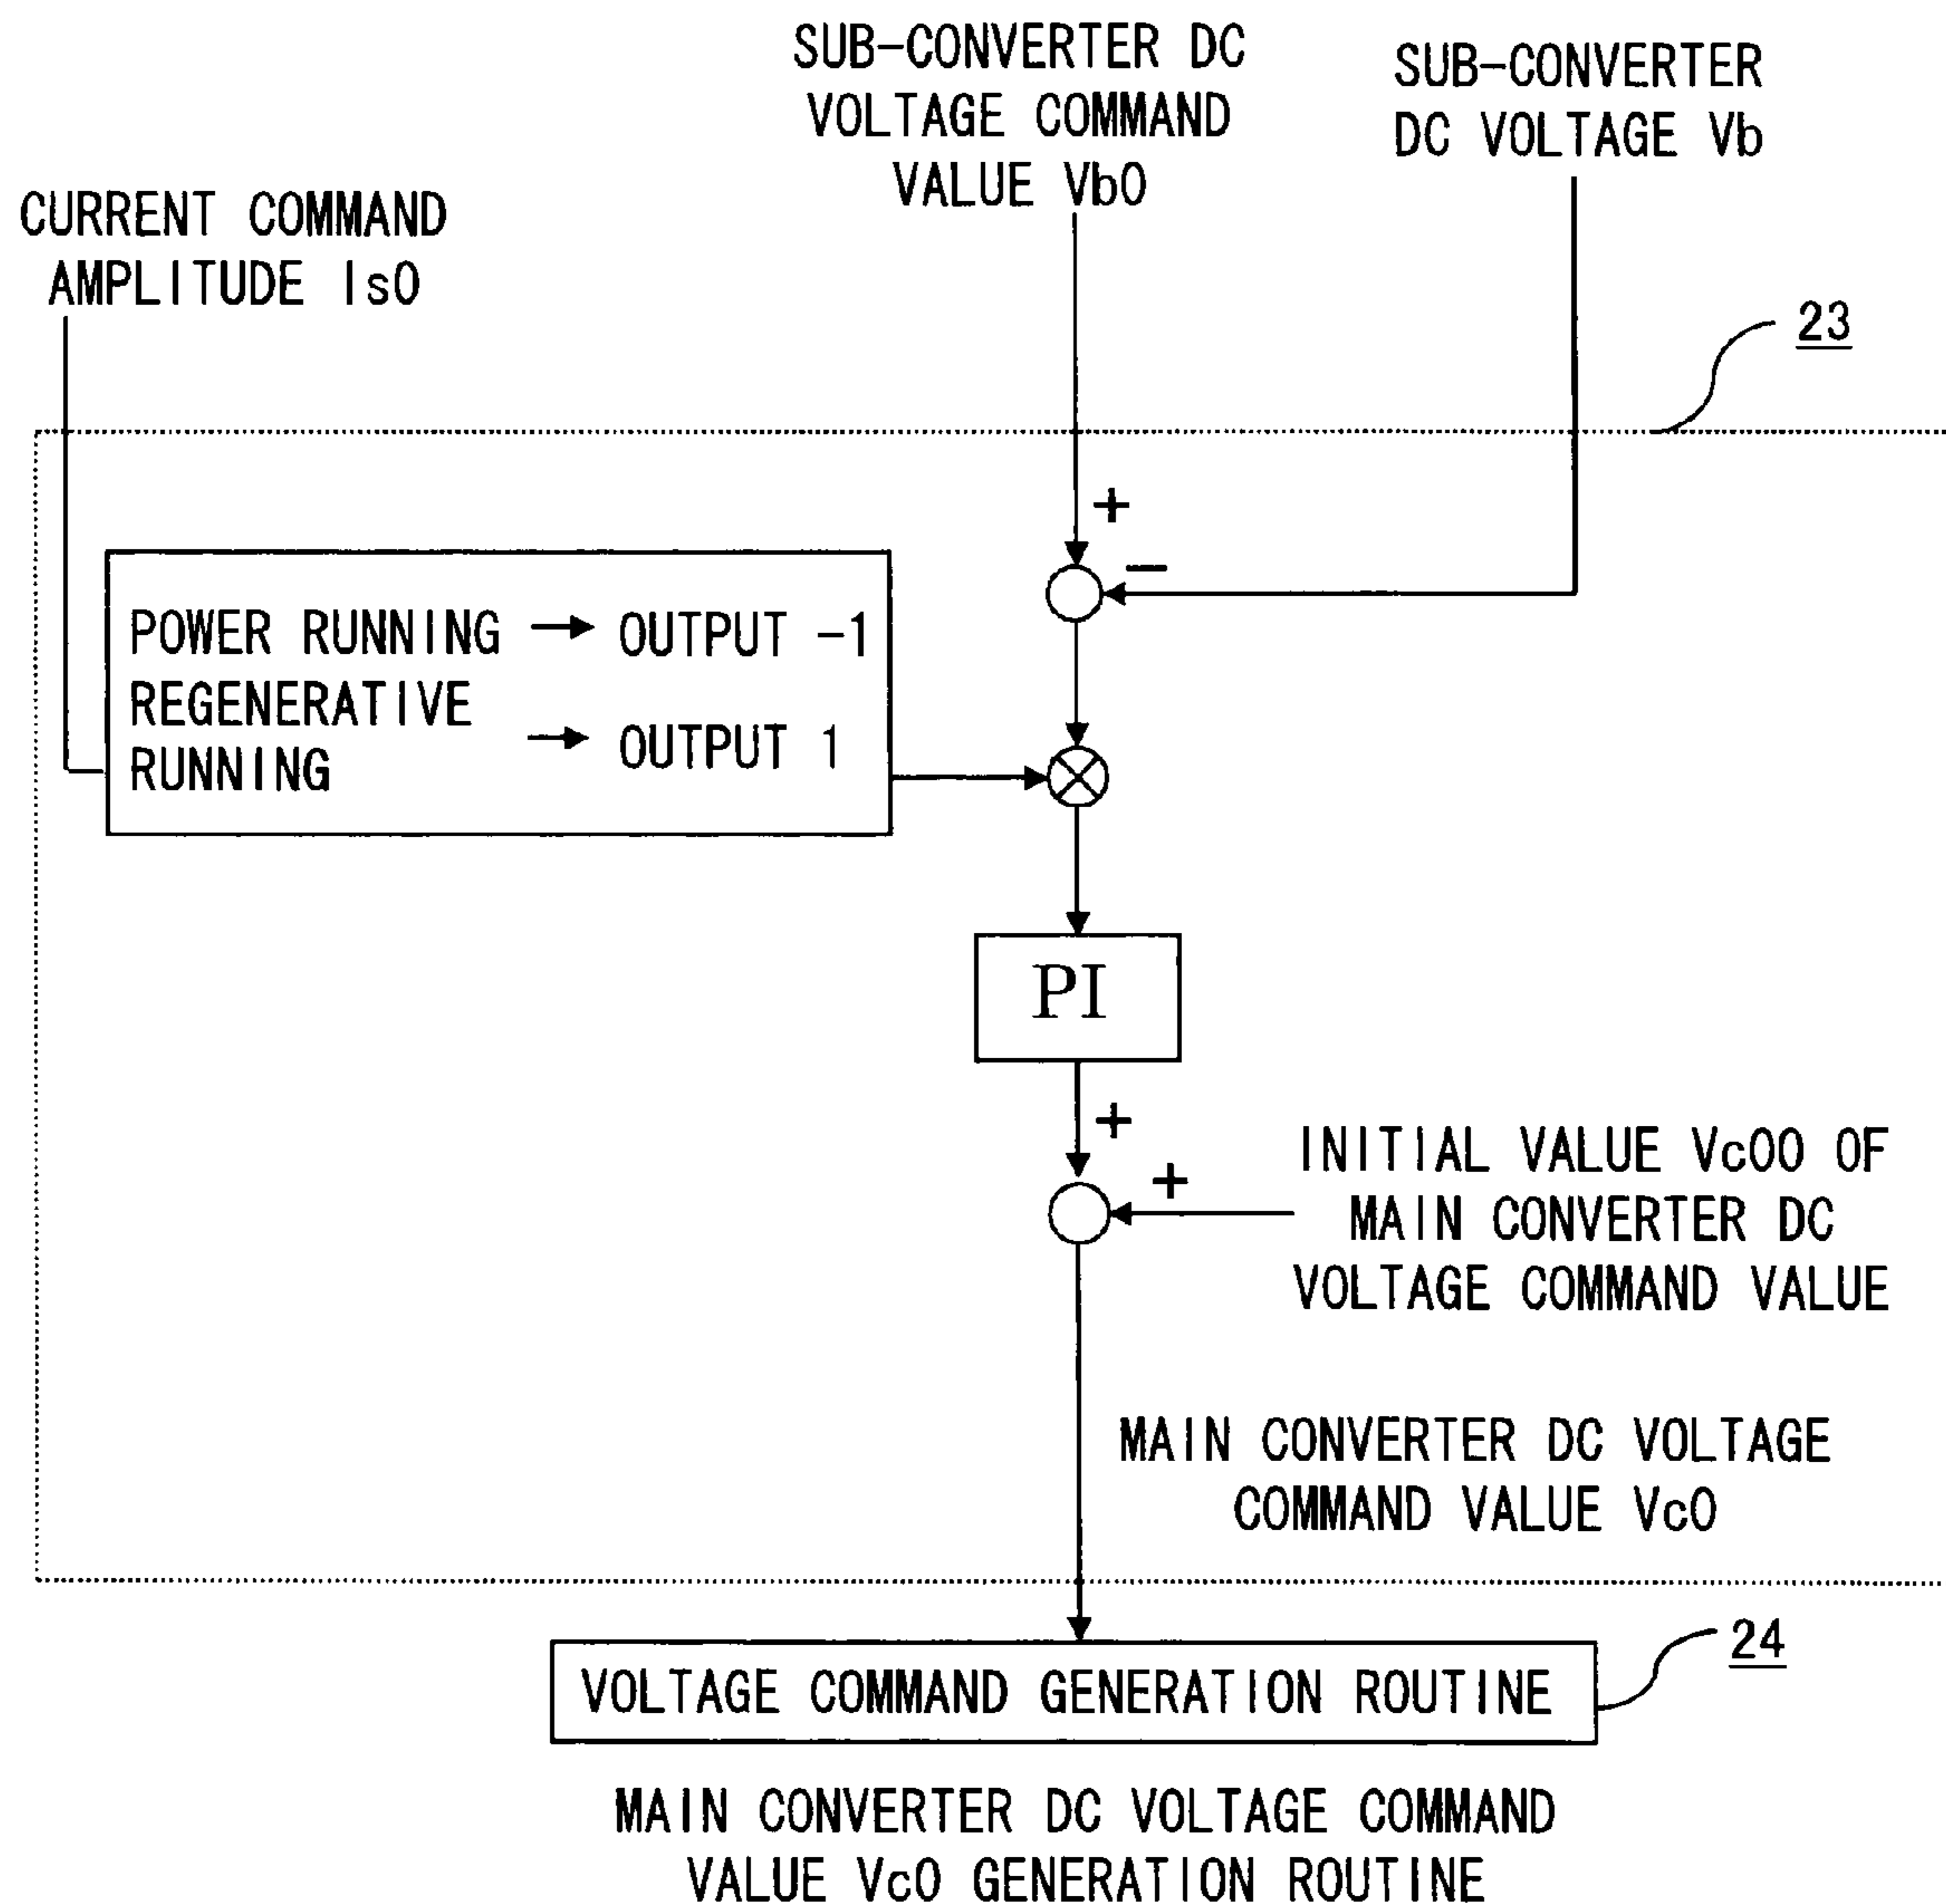 SUB-CONVERTER DC
VOLTAGE COMMAND
VALUE Vb0
SUB-CONVERTER
DC VOLTAGE Vb
CURRENT COMMAND
AMPLITUDE Is0
23
+
−
POWER RUNNING → OUTPUT -1
REGENERATIVE
RUNNING → OUTPUT 1
PI
+
+
INITIAL VALUE Vc00 OF
MAIN CONVERTER DC
VOLTAGE COMMAND VALUE
MAIN CONVERTER DC VOLTAGE
COMMAND VALUE Vc0
24
VOLTAGE COMMAND GENERATION ROUTINE
MAIN CONVERTER DC VOLTAGE COMMAND
VALUE Vc0 GENERATION ROUTINE